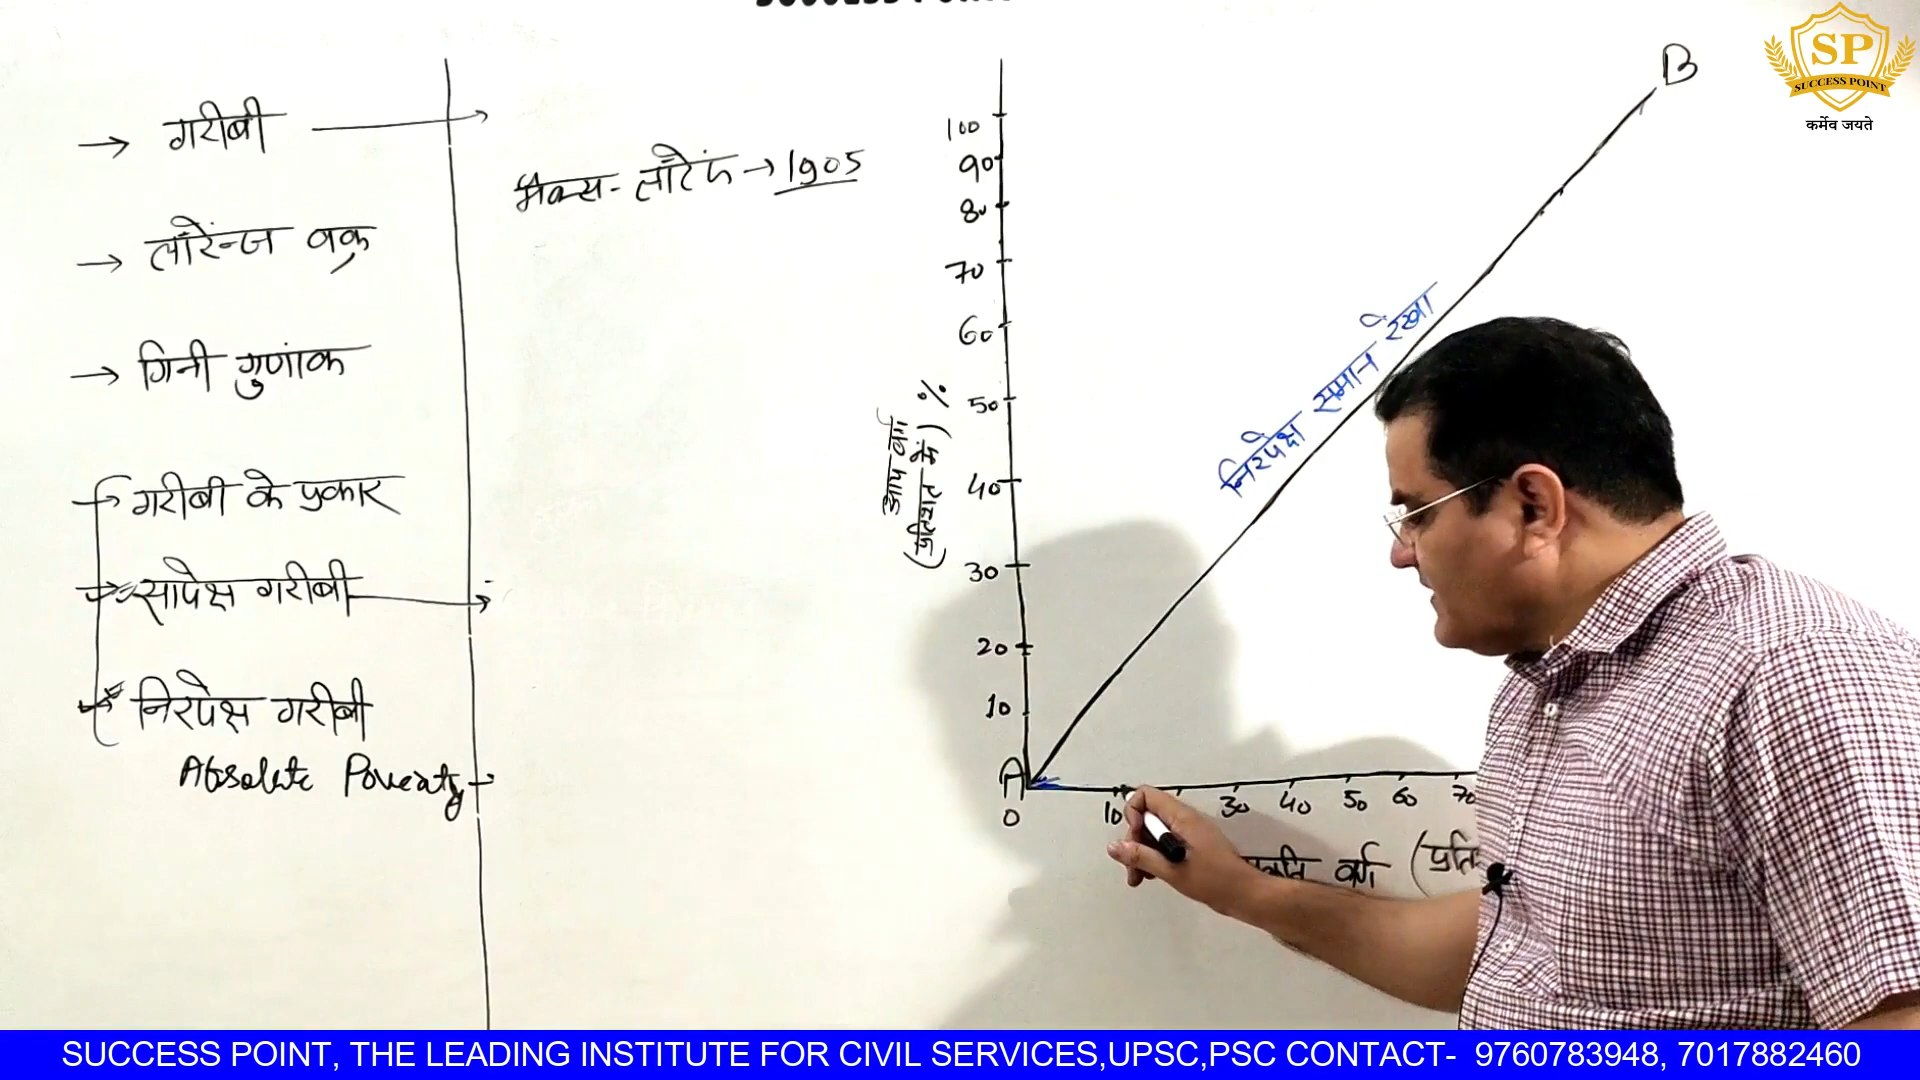 → गरीबी →
→ लॉरेंन्ज वक्र
→ गिनी गुणांक
→ गरीबी के प्रकार
→ सापेक्ष गरीबी →
→ निरपेक्ष गरीबी
Absolute Poverty →
मैक्स - लॉरेंज → 1905
100
90
80
70
60
50
40
30
20
10
A
0
आय वर्ग
(प्रतिशत में) %
B
निरपेक्ष समान रेखा
10 30 40 50 60 70
वर्ग
SP
SUCCESS POINT
कर्मेव जयते
SUCCESS POINT, THE LEADING INSTITUTE FOR CIVIL SERVICES,UPSC,PSC CONTACT- 9760783948, 7017882460